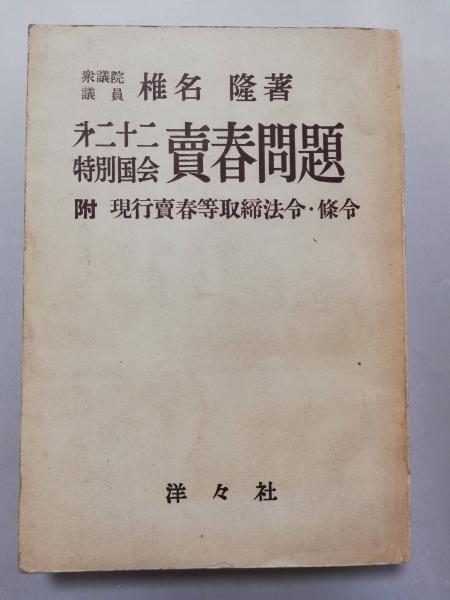 衆議院議員 椎名 隆著
才二十二特別国会 賣春問題
附 現行賣春等取締法令・條令
洋々社